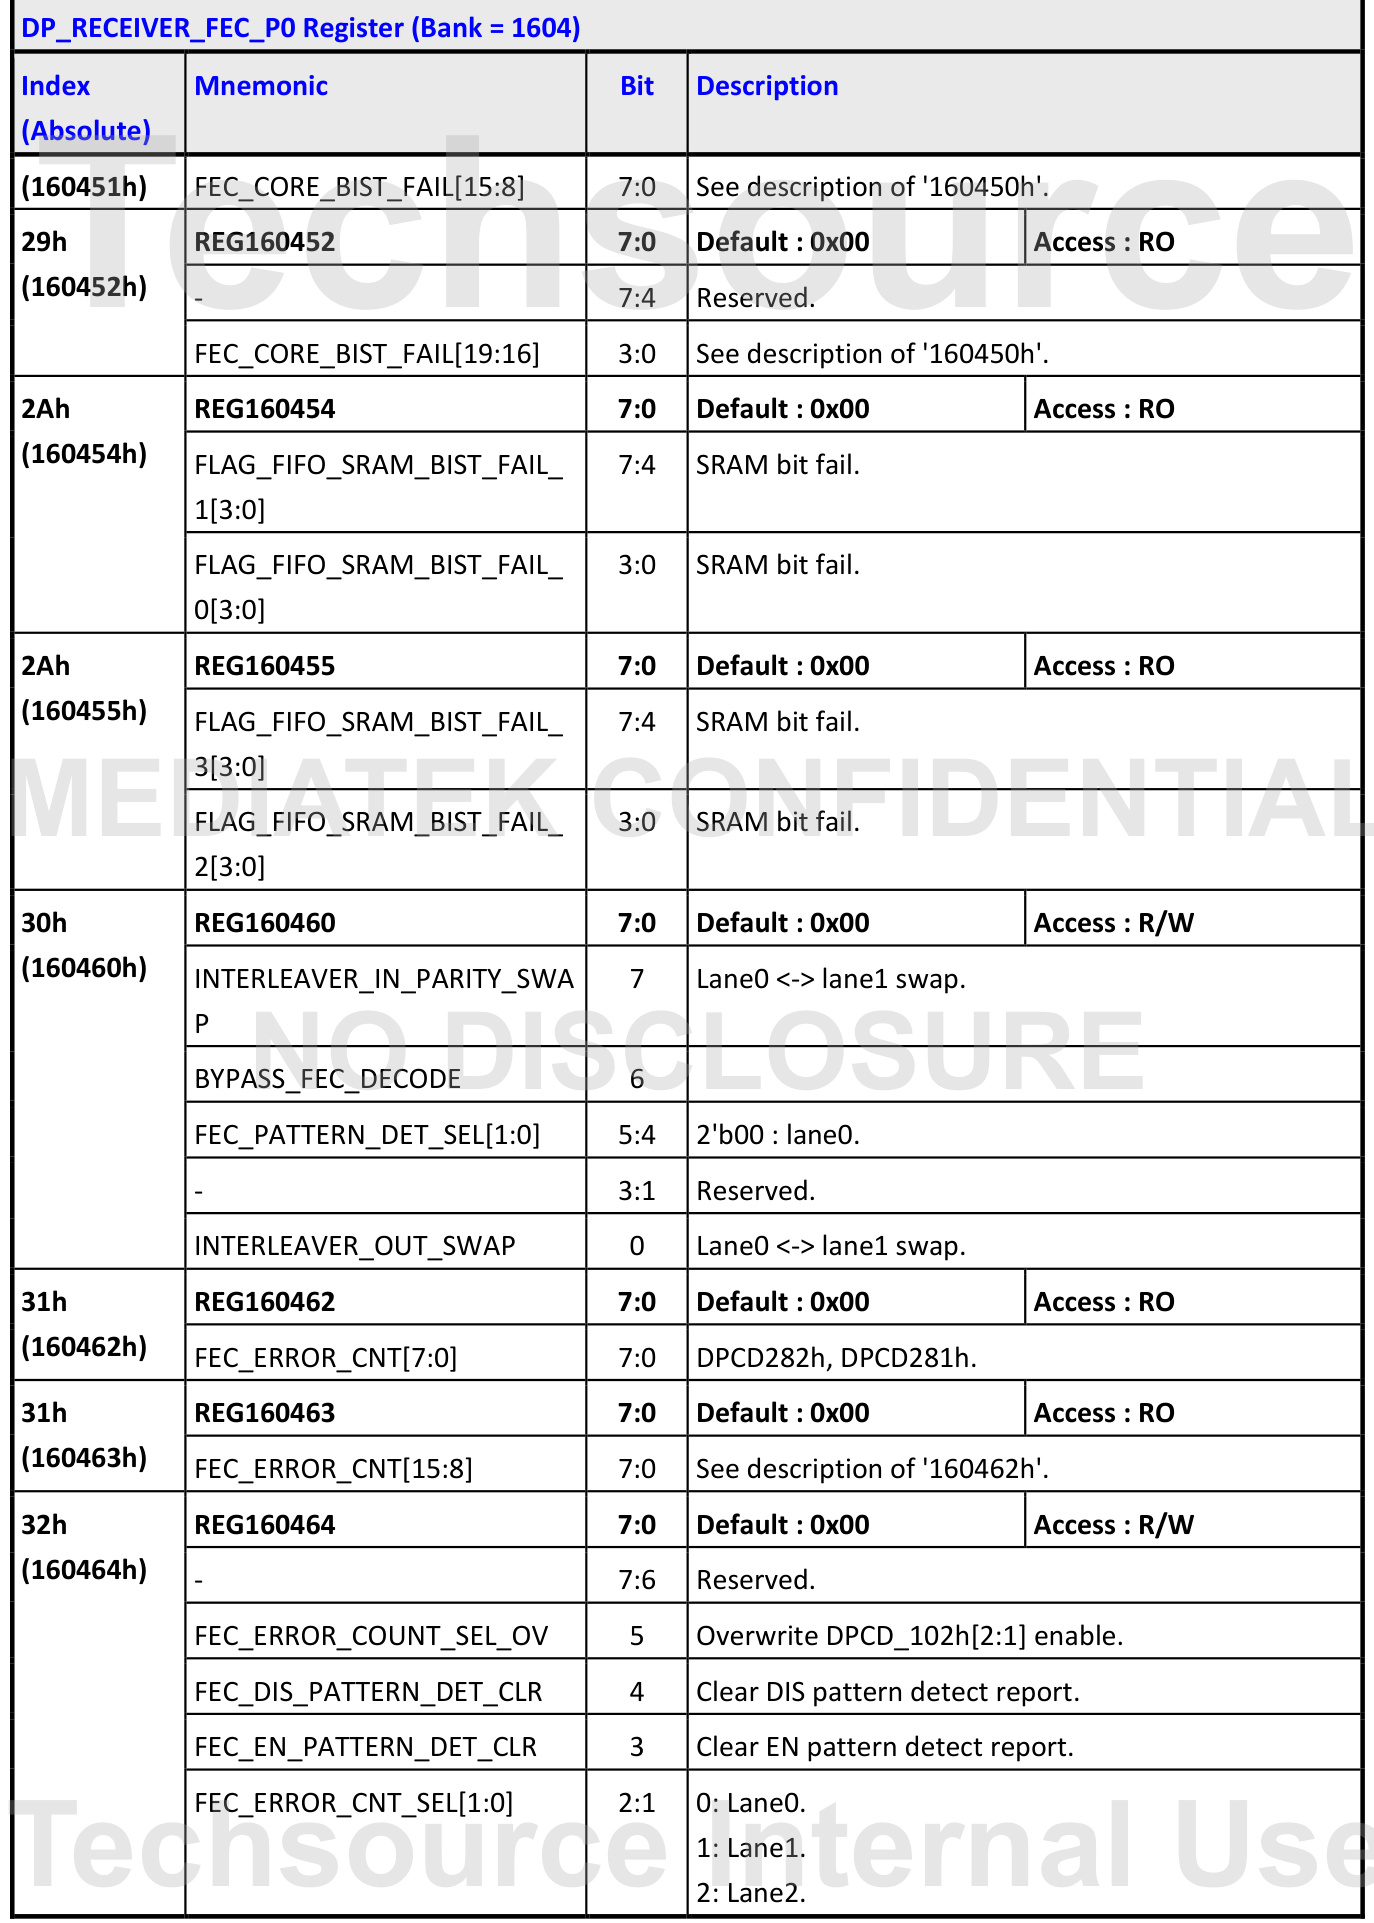 DP_RECEIVER_FEC_P0 Register (Bank = 1604)
Index (Absolute) Mnemonic Bit Description
(160451h) FEC_CORE_BIST_FAIL[15:8] 7:0 See description of '160450h'.
29h (160452h) REG160452 7:0 Default : 0x00 Access : RO
- 7:4 Reserved.
FEC_CORE_BIST_FAIL[19:16] 3:0 See description of '160450h'.
2Ah (160454h) REG160454 7:0 Default : 0x00 Access : RO
FLAG_FIFO_SRAM_BIST_FAIL_ 7:4 SRAM bit fail.
1[3:0]
FLAG_FIFO_SRAM_BIST_FAIL_ 3:0 SRAM bit fail.
0[3:0]
2Ah (160455h) REG160455 7:0 Default : 0x00 Access : RO
FLAG_FIFO_SRAM_BIST_FAIL_ 7:4 SRAM bit fail.
3[3:0]
FLAG_FIFO_SRAM_BIST_FAIL_ 3:0 SRAM bit fail.
2[3:0]
30h (160460h) REG160460 7:0 Default : 0x00 Access : R/W
INTERLEAVER_IN_PARITY_SWA 7 Lane0 <-> lane1 swap.
P
BYPASS_FEC_DECODE 6
FEC_PATTERN_DET_SEL[1:0] 5:4 2'b00 : lane0.
- 3:1 Reserved.
INTERLEAVER_OUT_SWAP 0 Lane0 <-> lane1 swap.
31h (160462h) REG160462 7:0 Default : 0x00 Access : RO
FEC_ERROR_CNT[7:0] 7:0 DPCD282h, DPCD281h.
31h (160463h) REG160463 7:0 Default : 0x00 Access : RO
FEC_ERROR_CNT[15:8] 7:0 See description of '160462h'.
32h (160464h) REG160464 7:0 Default : 0x00 Access : R/W
- 7:6 Reserved.
FEC_ERROR_COUNT_SEL_OV 5 Overwrite DPCD_102h[2:1] enable.
FEC_DIS_PATTERN_DET_CLR 4 Clear DIS pattern detect report.
FEC_EN_PATTERN_DET_CLR 3 Clear EN pattern detect report.
FEC_ERROR_CNT_SEL[1:0] 2:1 0: Lane0.
1: Lane1.
2: Lane2.
Techsource
MEDIATEK CONFIDENTIAL
NO DISCLOSURE
Techsource Internal Use